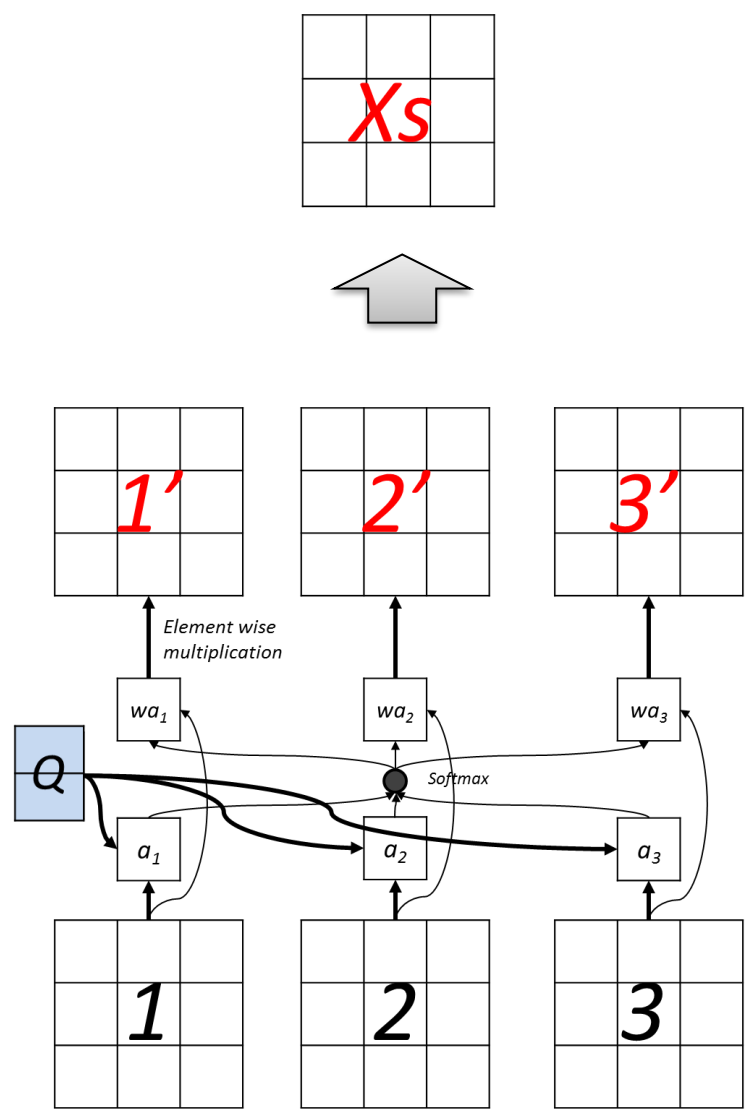 Xs
1’ 2’ 3’
Element wise
multiplication
wa1 wa2 wa3
Q
Softmax
a1 a2 a3
1 2 3